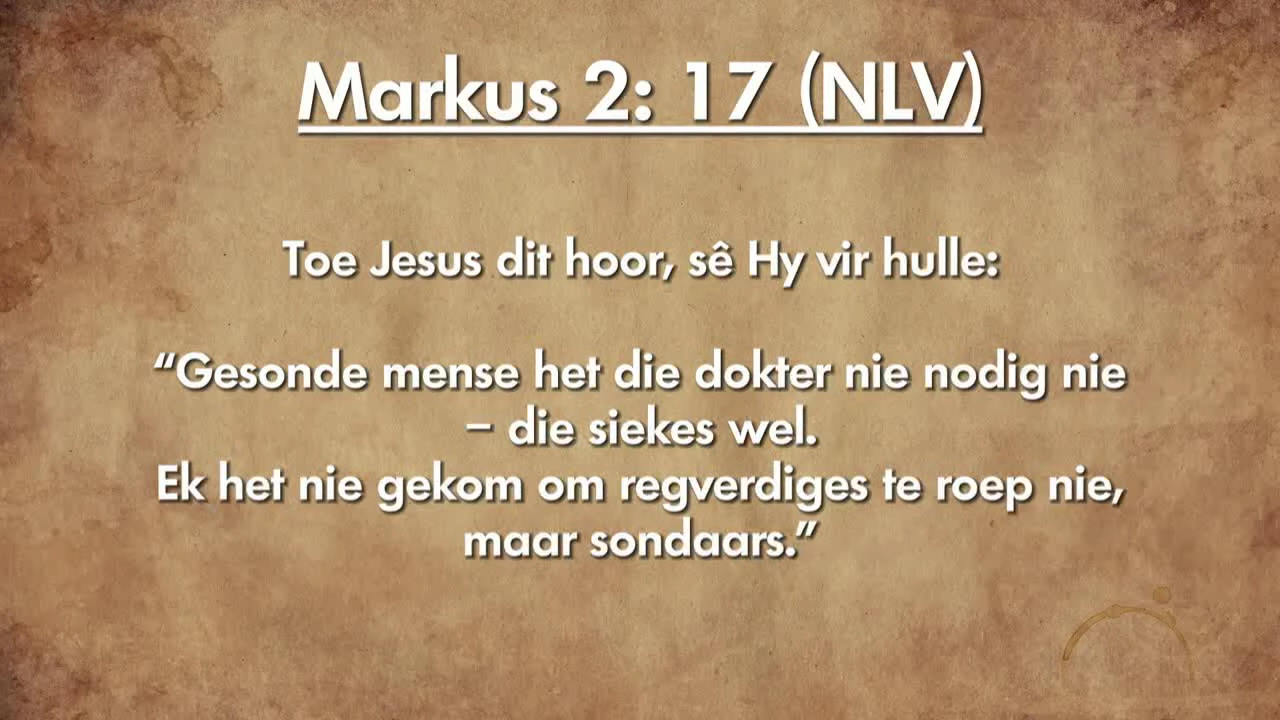 Markus 2: 17 (NLV)
Toe Jesus dit hoor, sê Hy vir hulle:
“Gesonde mense het die dokter nie nodig nie
– die siekes wel.
Ek het nie gekom om regverdiges te roep nie,
maar sondaars.”